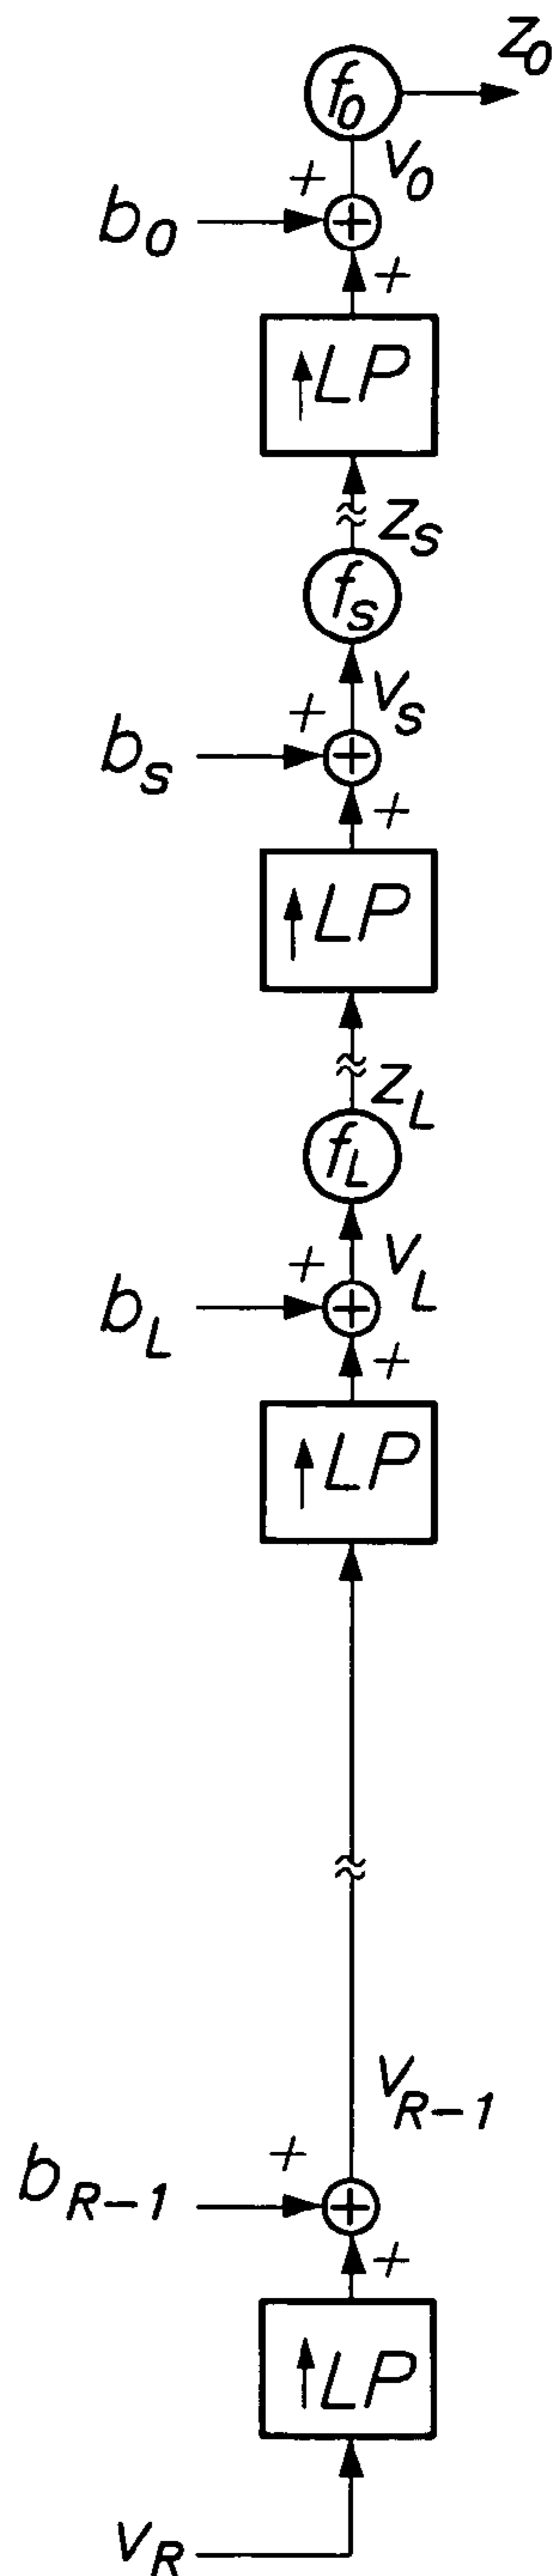 z0
f0
v0
+
b0
+
+
↑LP
zS
fS
vS
+
bS
+
+
↑LP
zL
fL
vL
+
bL
+
+
↑LP
vR-1
+
bR-1
+
+
↑LP
vR